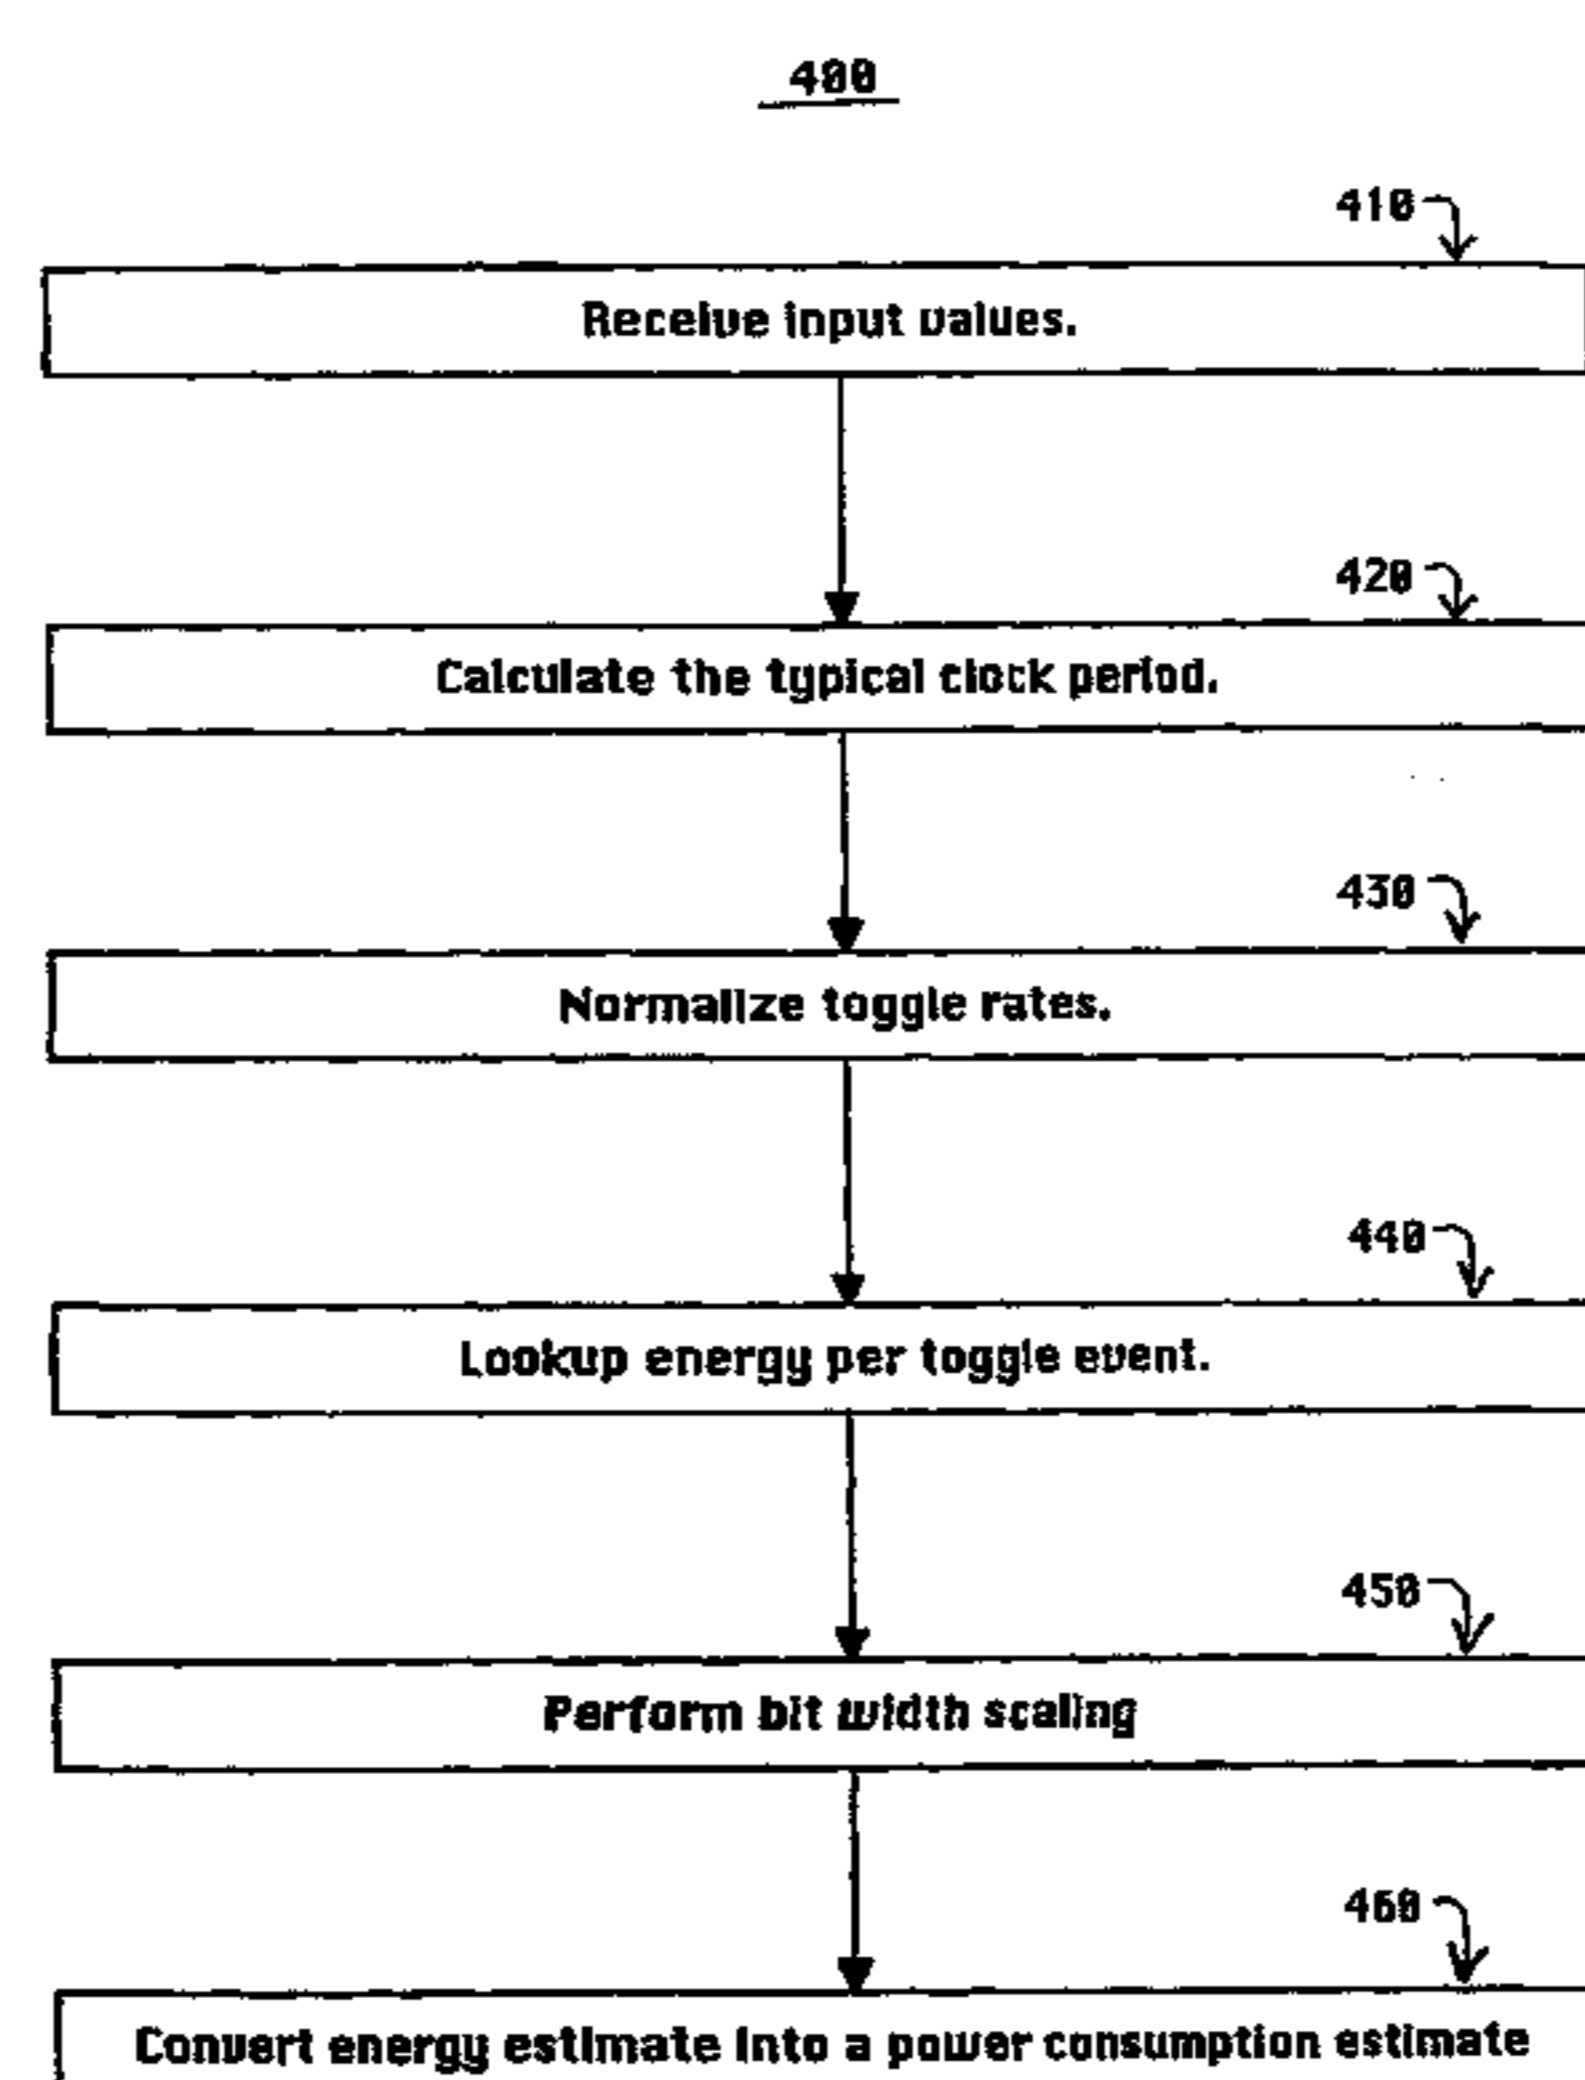 400
410
Receive input values.
420
Calculate the typical clock period.
430
Normalize toggle rates.
440
Lookup energy per toggle event.
450
Perform bit width scaling
460
Convert energy estimate into a power consumption estimate